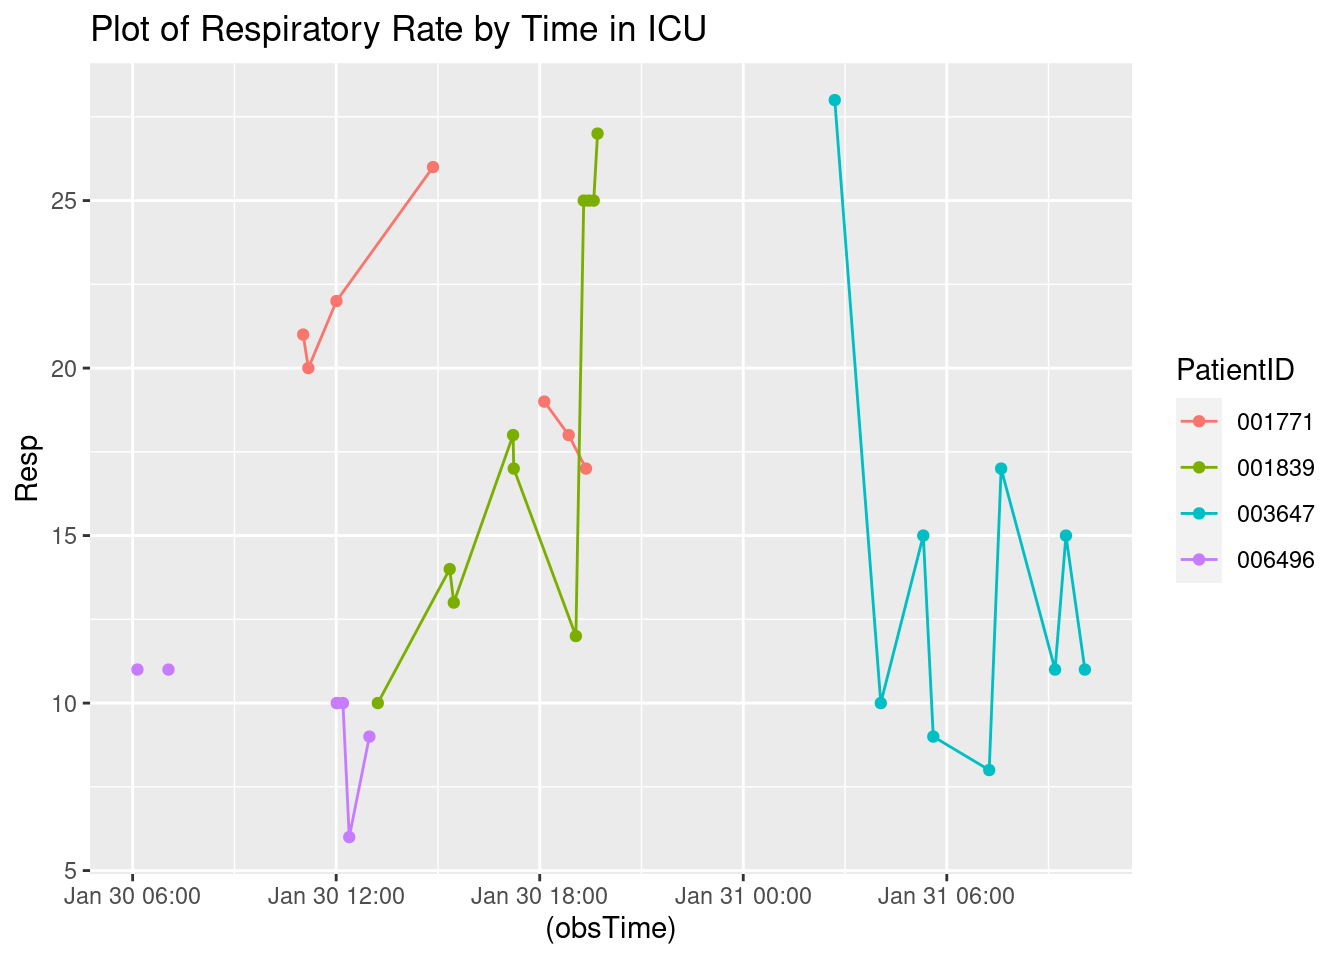 Plot of Respiratory Rate by Time in ICU
Resp
25
20
15
10
5
Jan 30 06:00
Jan 30 12:00
Jan 30 18:00
Jan 31 00:00
Jan 31 06:00
(obsTime)
PatientID
001771
001839
003647
006496